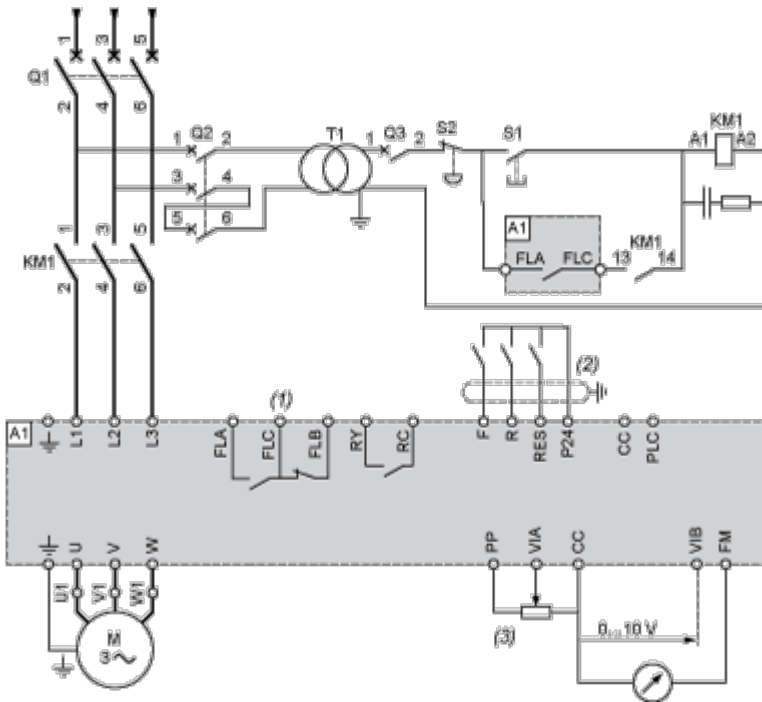 1 3 5
Q1
2 4 6
1 Q2 2
3 4
5 6
T1
1 Q3 2
S2
S1
KM1
A1 A2
A1
FLA FLC
KM1
13 14
1 3 5
KM1
2 4 6
(1)
(2)
A1
L1 L2 L3
FLA FLC FLB RY RC
F R RES P24 CC PLC
U V W
PP VIA CC VIB FM
U1 V1 W1
M
3
(3)
0 10 V